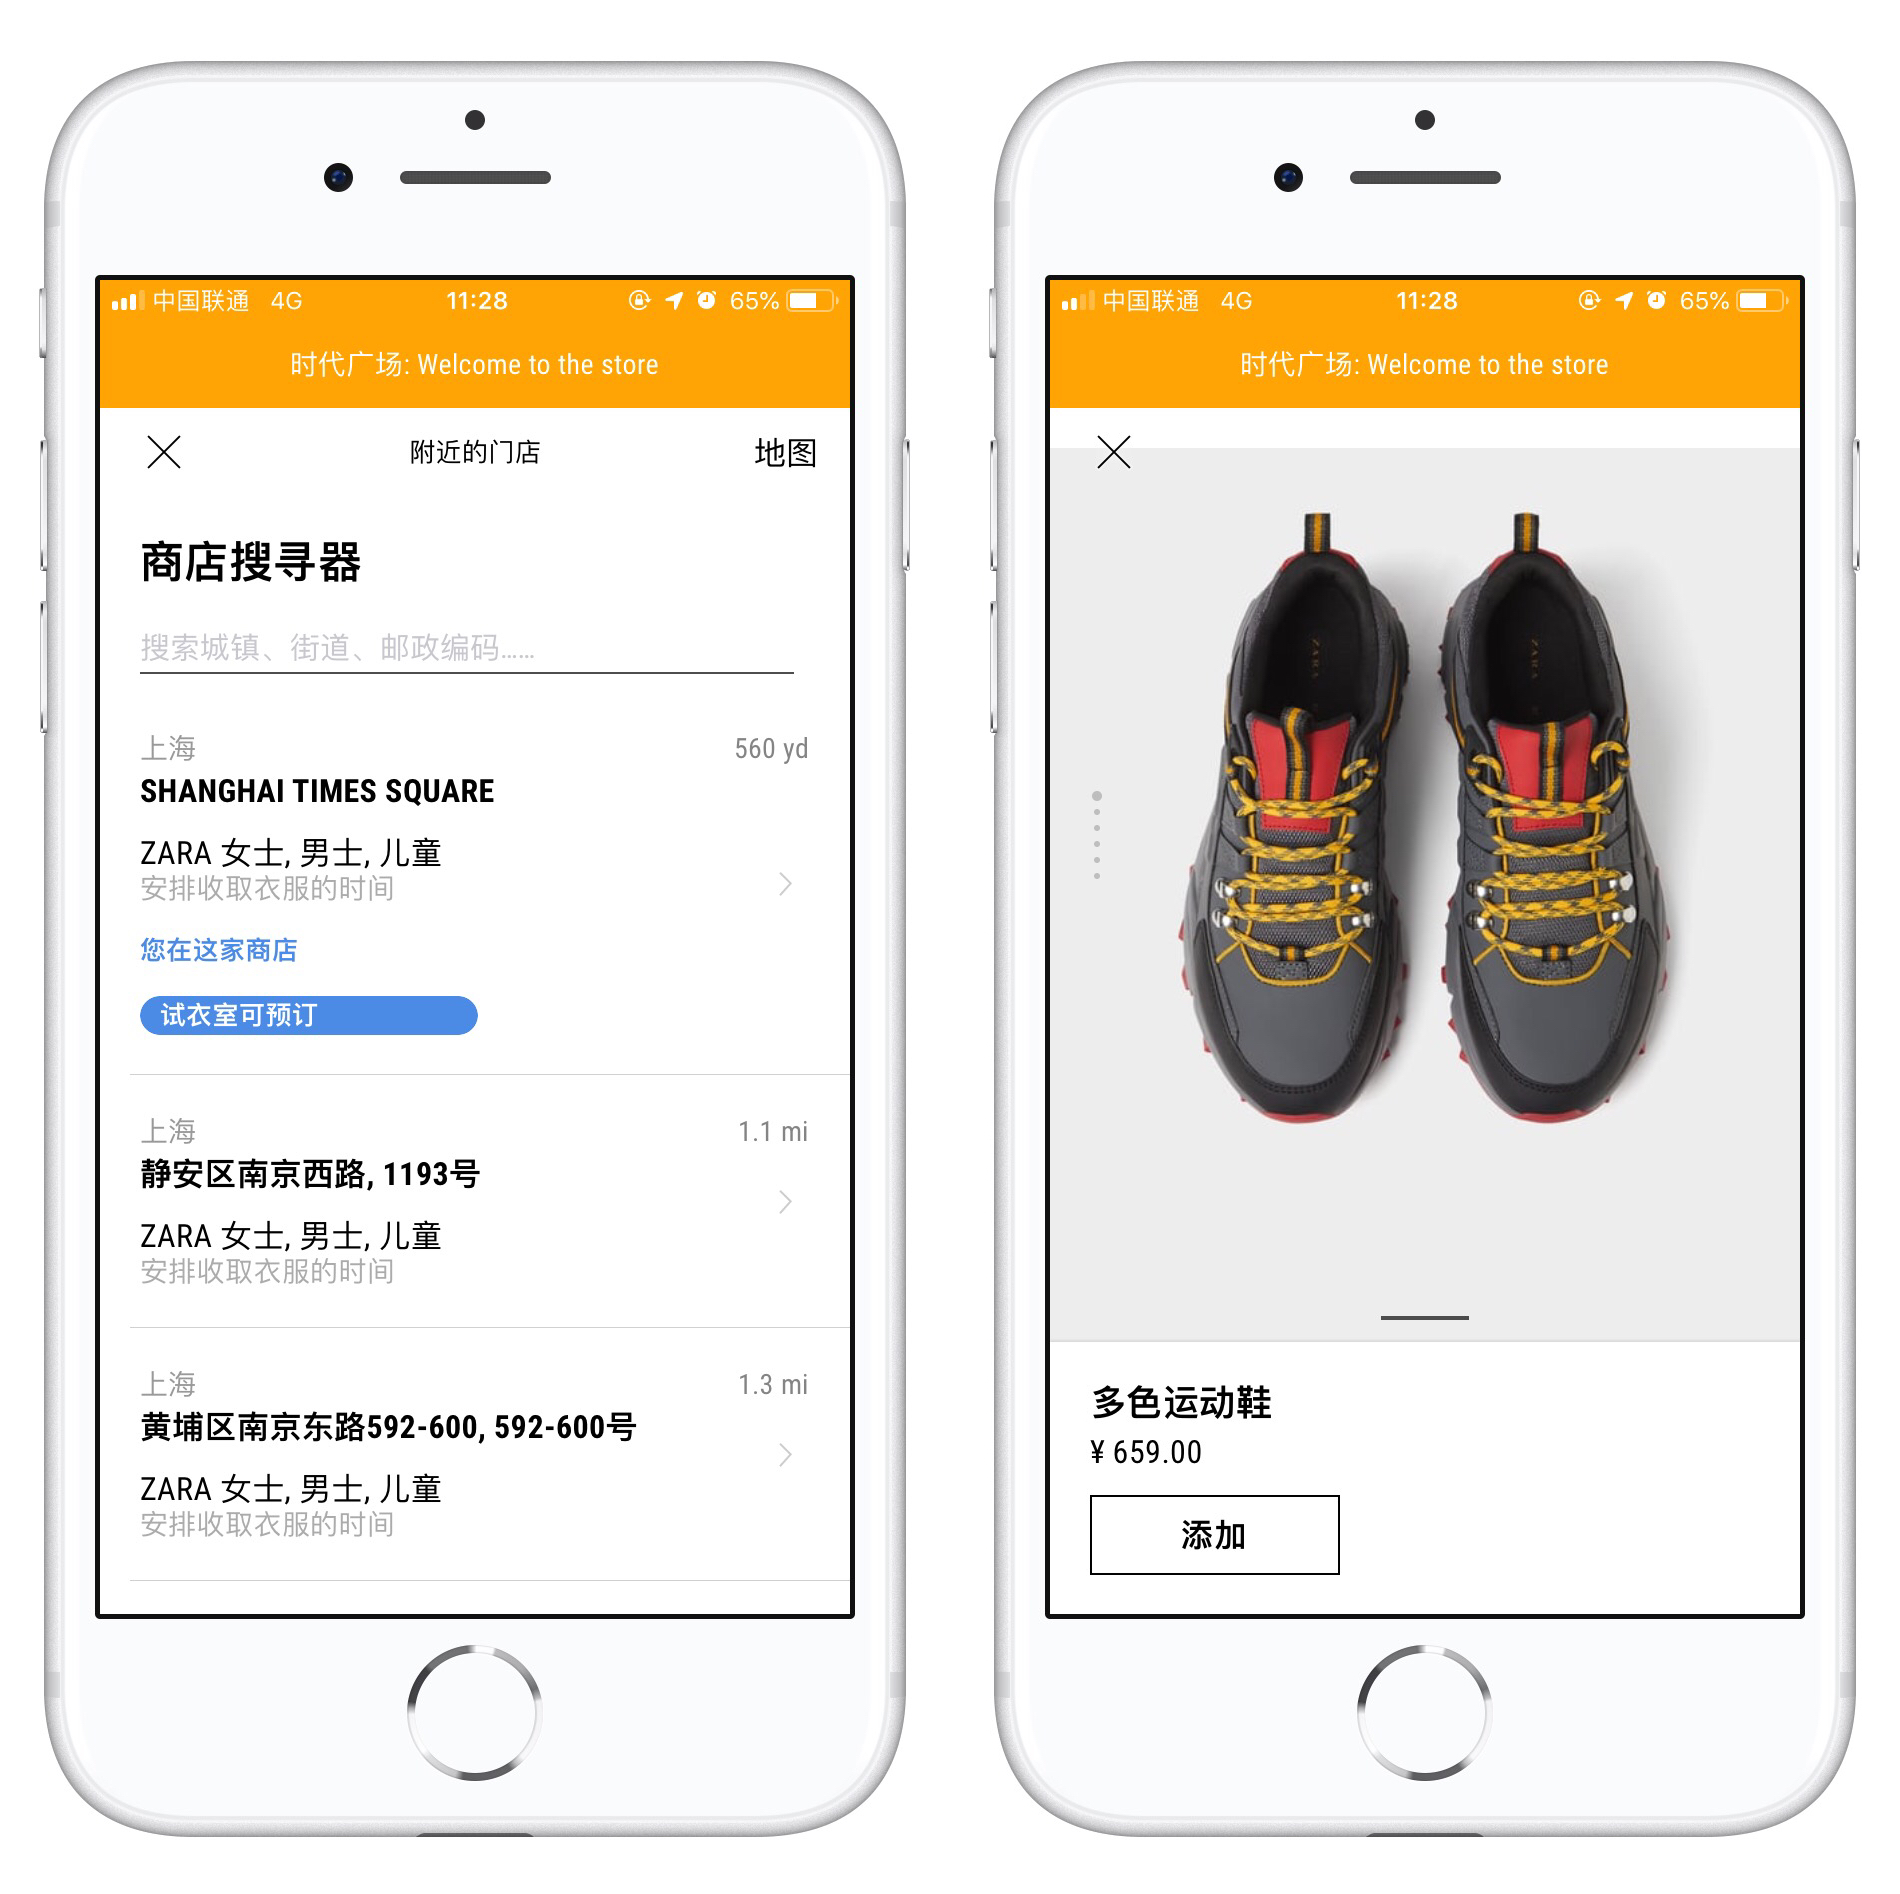 中国联通 4G 11:28 65%
时代广场: Welcome to the store
附近的门店 地图
商店搜寻器
搜索城镇、街道、邮政编码……
上海 560 yd
SHANGHAI TIMES SQUARE
ZARA 女士, 男士, 儿童
安排收取衣服的时间
您在这家商店
试衣室可预订
上海 1.1 mi
静安区南京西路, 1193号
ZARA 女士, 男士, 儿童
安排收取衣服的时间
上海 1.3 mi
黄埔区南京东路592-600, 592-600号
ZARA 女士, 男士, 儿童
安排收取衣服的时间
中国联通 4G 11:28 65%
时代广场: Welcome to the store
ZARA
ZARA
多色运动鞋
¥ 659.00
添加